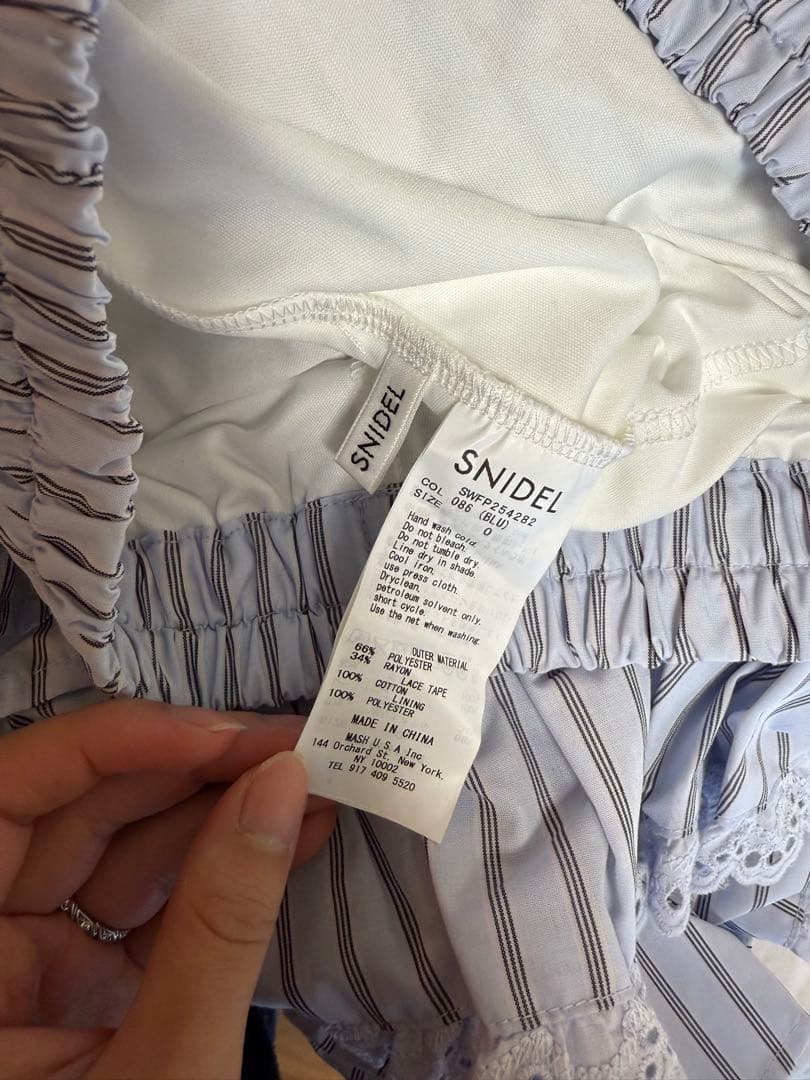 SNIDEL
SNIDEL
SWFP254282
COL 086 (BLU)
SIZE 0
Hand wash cold.
Do not bleach.
Do not tumble dry.
Line dry in shade.
Cool iron.
use press cloth.
Dryclean.
petroleum solvent only.
short cycle.
Use the net when washing.
OUTER MATERIAL
66% POLYESTER
34% RAYON
LACE TAPE
100% COTTON
LINING
100% POLYESTER
MADE IN CHINA
MASH U.S.A Inc
144 Orchard St. New York.
NY 10002
TEL 917 409 5520